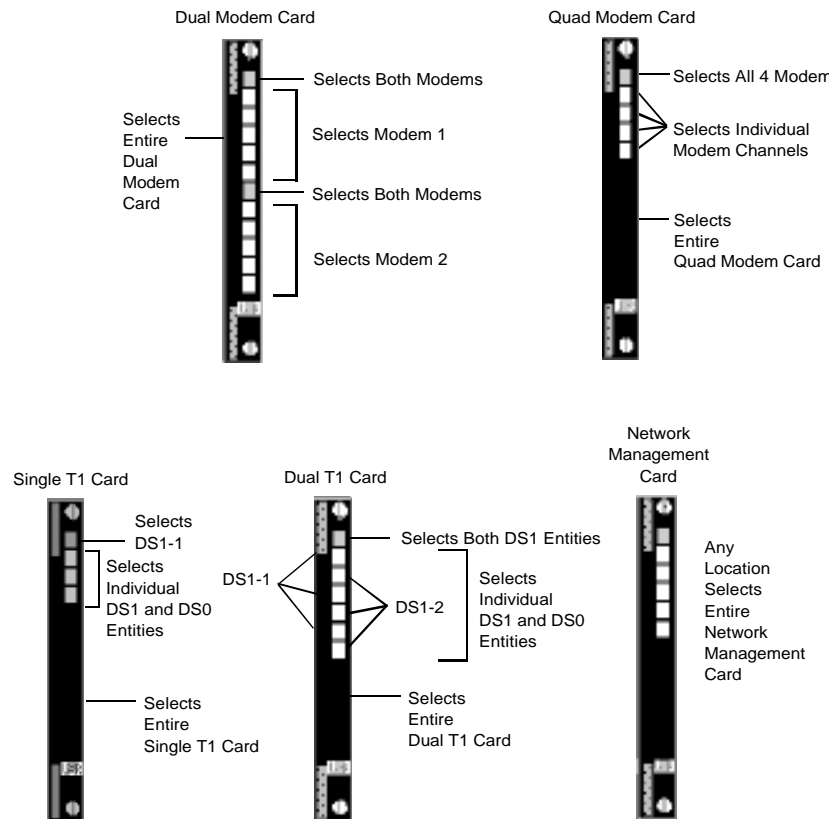 Dual Modem Card
Selects Both Modems
Selects Modem 1
Selects
Entire
Dual
Modem
Card
Selects Both Modems
Selects Modem 2
Quad Modem Card
Selects All 4 Modem
Selects Individual
Modem Channels
Selects
Entire
Quad Modem Card
Single T1 Card
Selects
DS1-1
Selects
Individual
DS1 and DS0
Entities
Selects
Entire
Single T1 Card
Dual T1 Card
Selects Both DS1 Entities
DS1-1
DS1-2
Selects
Individual
DS1 and DS0
Entities
Selects
Entire
Dual T1 Card
Network
Management
Card
Any
Location
Selects
Entire
Network
Management
Card